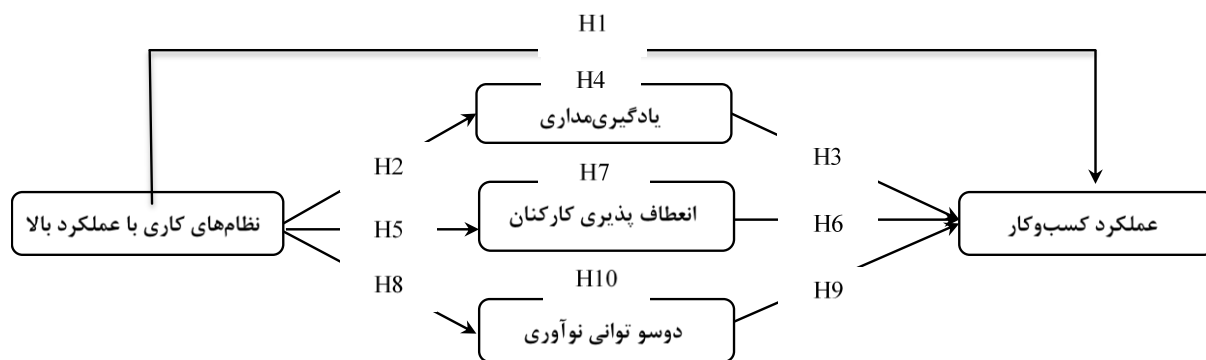 H1
H4
یادگیری‌مداری
H2
H3
H7
نظام‌های کاری با عملکرد بالا
انعطاف پذیری کارکنان
عملکرد کسب‌وکار
H5
H6
H8
H10
H9
دوسو توانی نوآوری